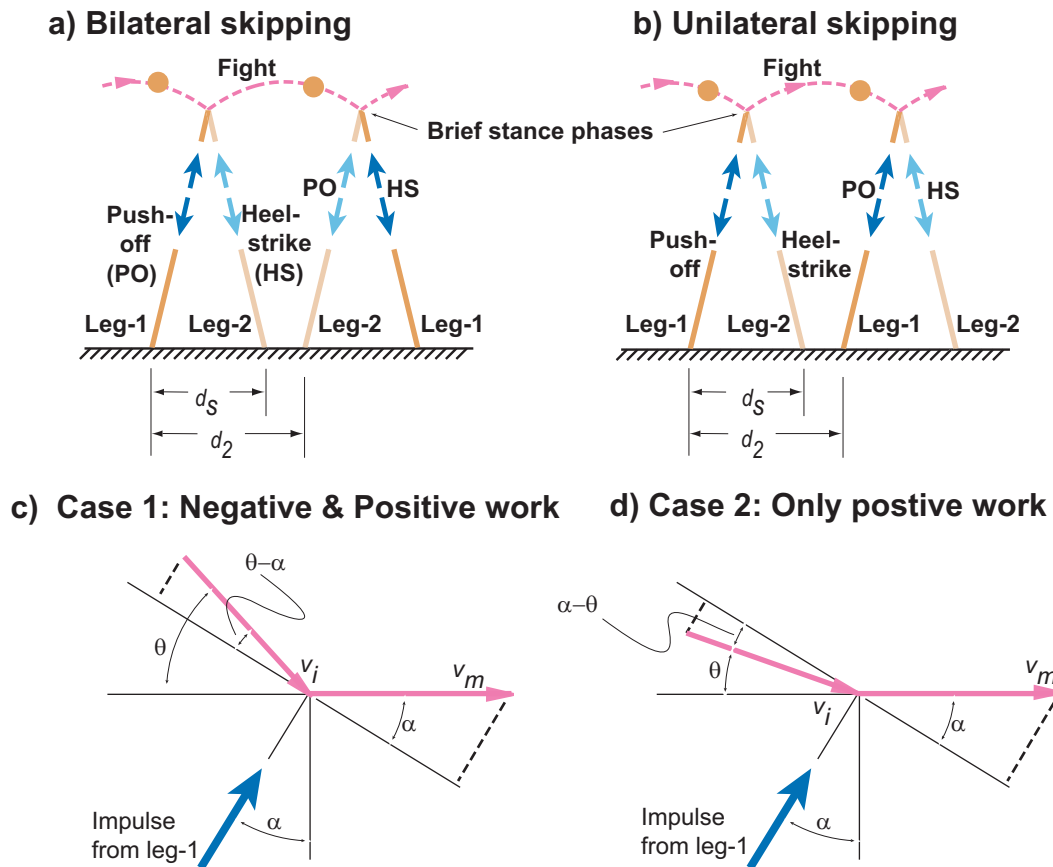 a) Bilateral skipping
b) Unilateral skipping
Fight
Fight
Brief stance phases
PO
HS
PO
HS
Push-
off
(PO)
Heel-
strike
(HS)
Push-
off
Heel-
strike
Leg-1
Leg-2
Leg-2
Leg-1
Leg-1
Leg-2
Leg-1
Leg-2
dS
d2
dS
d2
c) Case 1: Negative & Positive work
d) Case 2: Only postive work
θ–α
θ
vi
vm
α
α
Impulse
from leg-1
α–θ
θ
vi
vm
α
α
Impulse
from leg-1